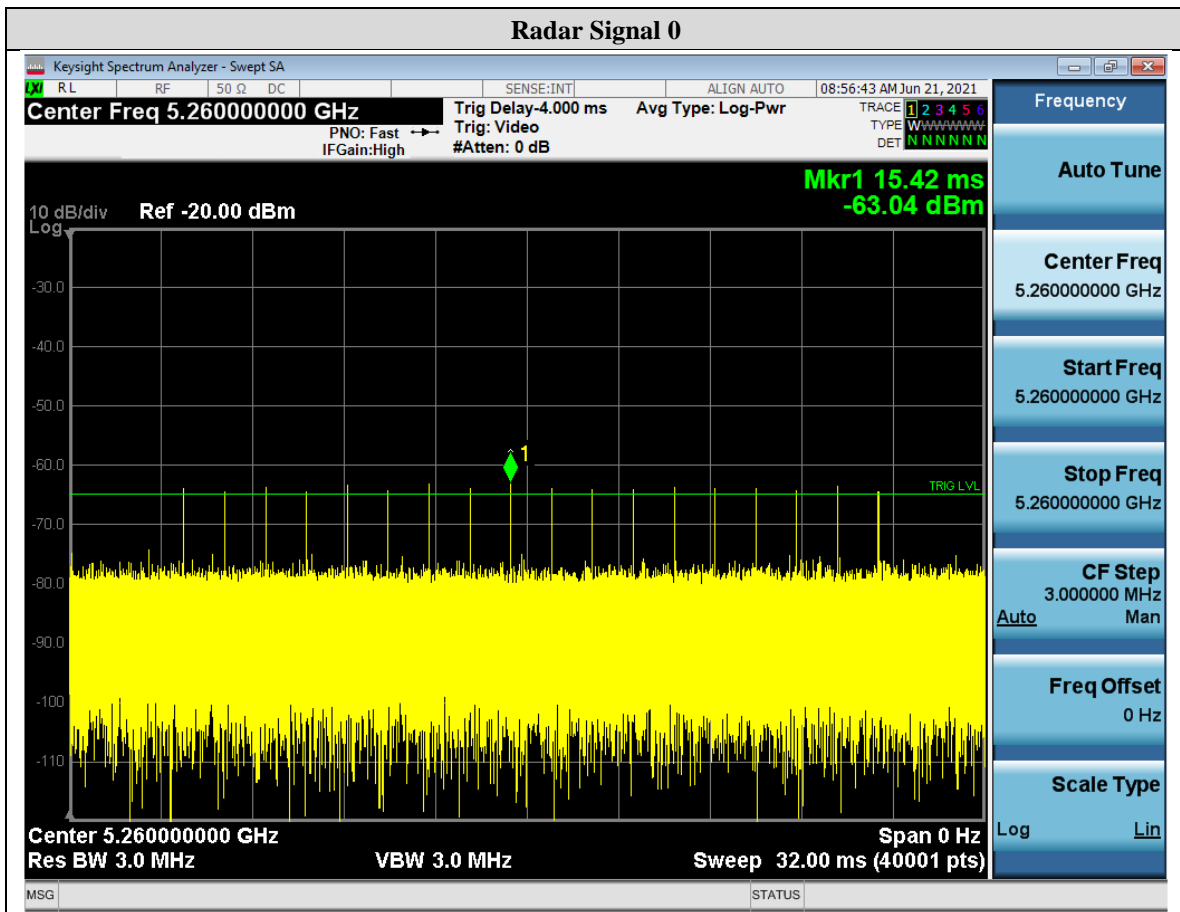 Radar Signal 0
Keysight Spectrum Analyzer - Swept SA
LXI RL RF 50 Ω DC SENSE:INT ALIGN AUTO 08:56:43 AM Jun 21, 2021
Center Freq 5.260000000 GHz
PNO: Fast
IFGain:High
Trig Delay-4.000 ms
Trig: Video
#Atten: 0 dB
Avg Type: Log-Pwr
TRACE 1 2 3 4 5 6
TYPE WWWWWW
DET N N N N N N
Frequency
Mkr1 15.42 ms
-63.04 dBm
10 dB/div Ref -20.00 dBm
Log
-30.0
-40.0
-50.0
-60.0
-70.0
-80.0
-90.0
-100
-110
1
TRIG LVL
Center 5.260000000 GHz Span 0 Hz
Res BW 3.0 MHz VBW 3.0 MHz Sweep 32.00 ms (40001 pts)
Auto Tune
Center Freq
5.260000000 GHz
Start Freq
5.260000000 GHz
Stop Freq
5.260000000 GHz
CF Step
3.000000 MHz
Auto Man
Freq Offset
0 Hz
Scale Type
Log Lin
MSG STATUS